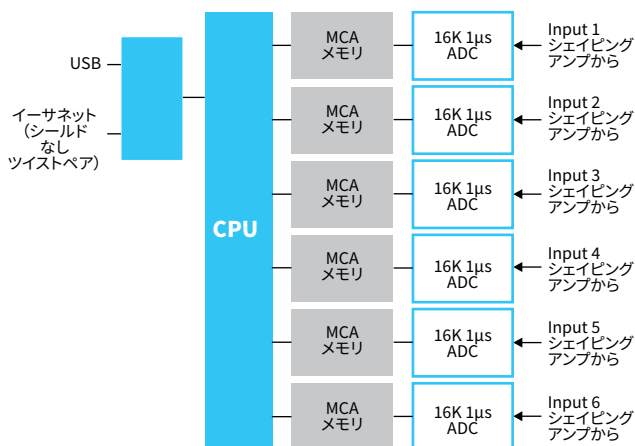 USB
イーサネット
（シールド
なし
ツイストペア）
CPU
MCA
メモリ
16K 1μs
ADC
Input 1
シェイピング
アンプから
MCA
メモリ
16K 1μs
ADC
Input 2
シェイピング
アンプから
MCA
メモリ
16K 1μs
ADC
Input 3
シェイピング
アンプから
MCA
メモリ
16K 1μs
ADC
Input 4
シェイピング
アンプから
MCA
メモリ
16K 1μs
ADC
Input 5
シェイピング
アンプから
MCA
メモリ
16K 1μs
ADC
Input 6
シェイピング
アンプから